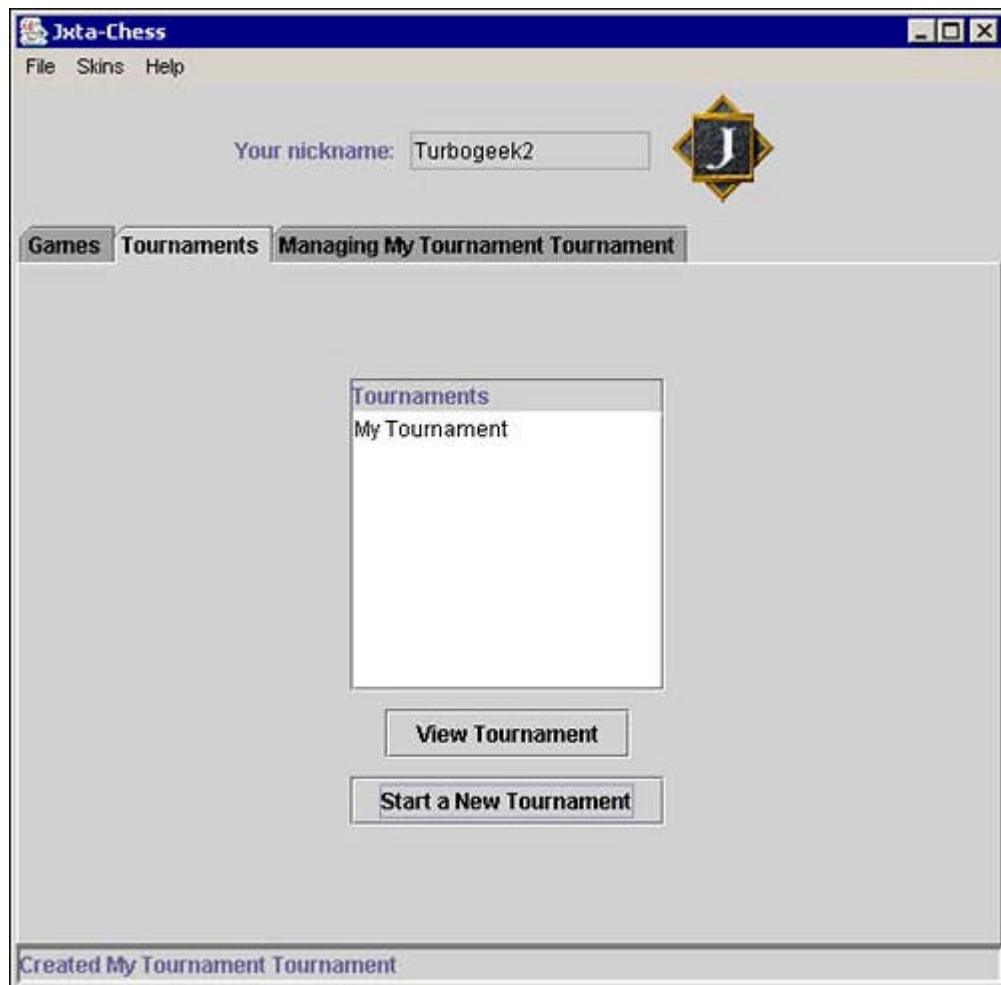 Jxta-Chess
File Skins Help
Your nickname: Turbogeek2
J
Games Tournaments Managing My Tournament Tournament
Tournaments
My Tournament
View Tournament
Start a New Tournament
Created My Tournament Tournament